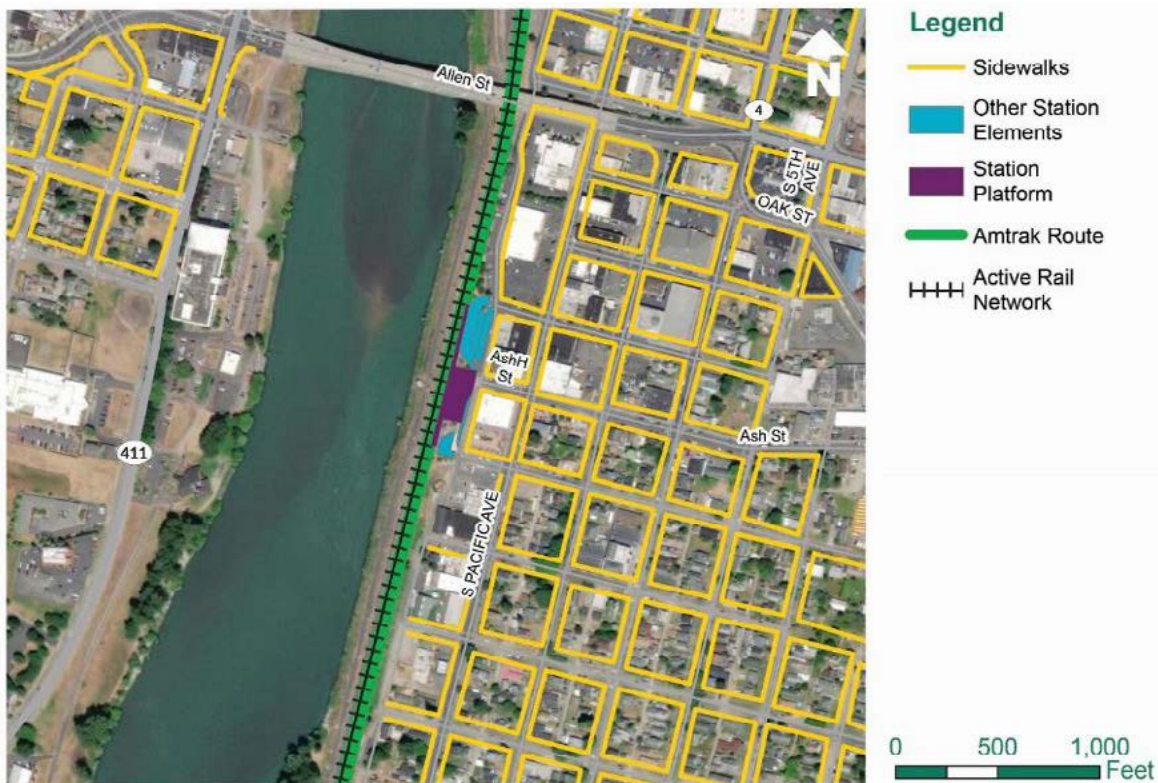 Allen St
4
S 5TH
AVE
OAK ST
AshH
St
Ash St
411
S PACIFIC AVE
N
Legend
Sidewalks
Other Station
Elements
Station
Platform
Amtrak Route
Active Rail
Network
0 500 1,000
Feet